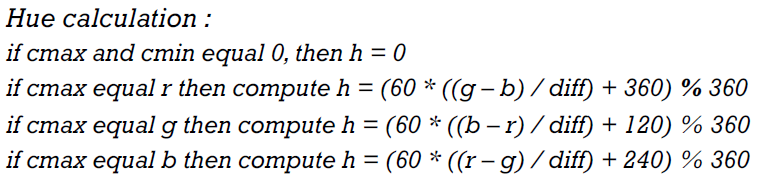 Hue calculation :
if cmax and cmin equal 0, then h = 0
if cmax equal r then compute h = (60 * ((g – b) / diff) + 360) % 360
if cmax equal g then compute h = (60 * ((b – r) / diff) + 120) % 360
if cmax equal b then compute h = (60 * ((r – g) / diff) + 240) % 360